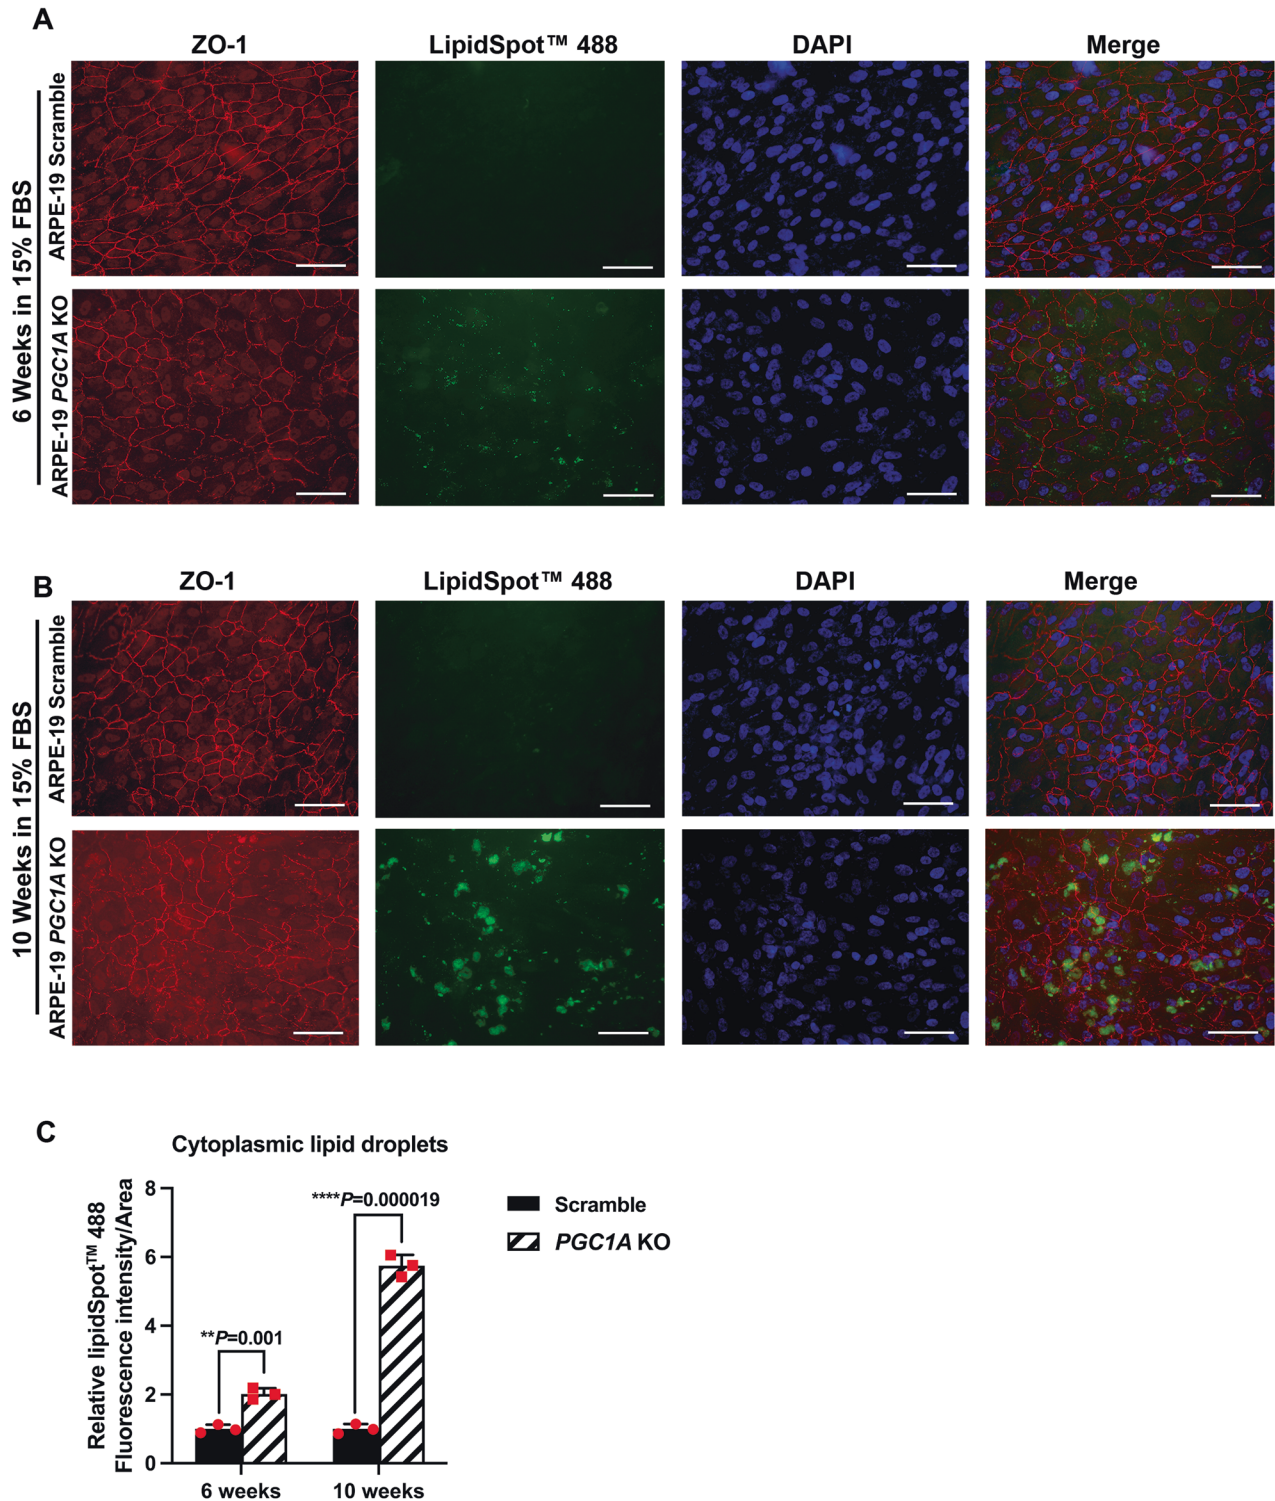 A
ZO-1
LipidSpot™ 488
DAPI
Merge
6 Weeks in 15% FBS
ARPE-19 Scramble
ARPE-19 PGC1A KO
B
ZO-1
LipidSpot™ 488
DAPI
Merge
10 Weeks in 15% FBS
ARPE-19 Scramble
ARPE-19 PGC1A KO
C
Cytoplasmic lipid droplets
Relative lipidSpot™ 488
Fluorescence intensity/Area
8
6
4
2
0
**P=0.001
****P=0.000019
6 weeks
10 weeks
Scramble
PGC1A KO